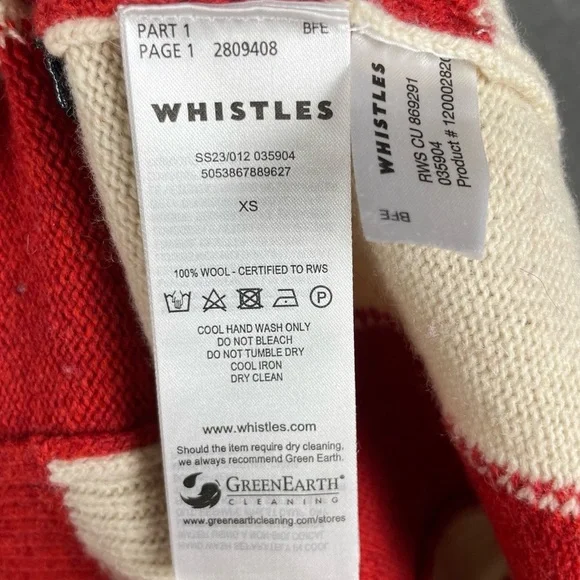 PART 1 BFE
PAGE 1 2809408
WHISTLES
SS23/012 035904
5053867889627
XS
100% WOOL - CERTIFIED TO RWS
P
COOL HAND WASH ONLY
DO NOT BLEACH
DO NOT TUMBLE DRY
COOL IRON
DRY CLEAN
www.whistles.com
Should the item require dry cleaning,
we always recommend Green Earth.
GREENEARTH®
CLEANING
www.greenearthcleaning.com/stores
WHISTLES
RWS CU 869291
035904
Product # 12000282
BFE